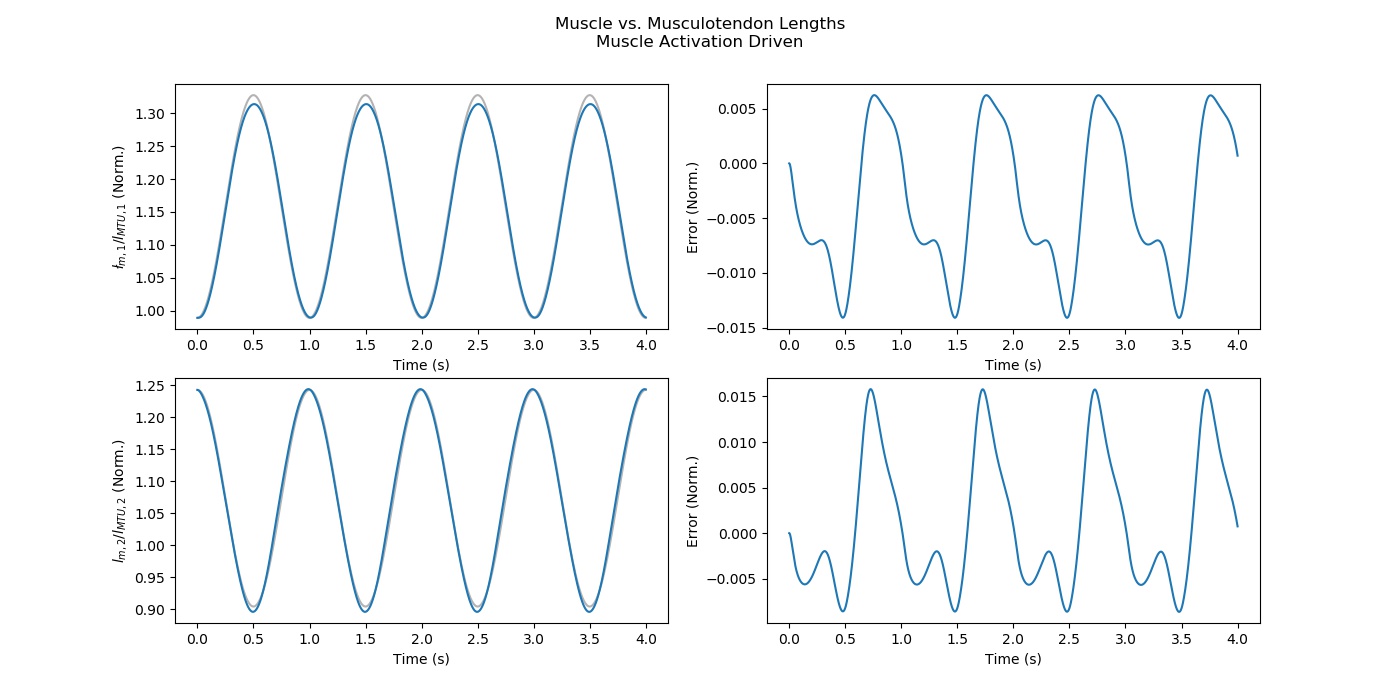 Muscle vs. Musculotendon Lengths
Muscle Activation Driven
l_{m,1}/l_{MTU,1} (Norm.)
1.30
1.25
1.20
1.15
1.10
1.05
1.00
0.0 0.5 1.0 1.5 2.0 2.5 3.0 3.5 4.0
Time (s)
Error (Norm.)
0.005
0.000
−0.005
−0.010
−0.015
0.0 0.5 1.0 1.5 2.0 2.5 3.0 3.5 4.0
Time (s)
l_{m,2}/l_{MTU,2} (Norm.)
1.25
1.20
1.15
1.10
1.05
1.00
0.95
0.90
0.0 0.5 1.0 1.5 2.0 2.5 3.0 3.5 4.0
Time (s)
Error (Norm.)
0.015
0.010
0.005
0.000
−0.005
0.0 0.5 1.0 1.5 2.0 2.5 3.0 3.5 4.0
Time (s)